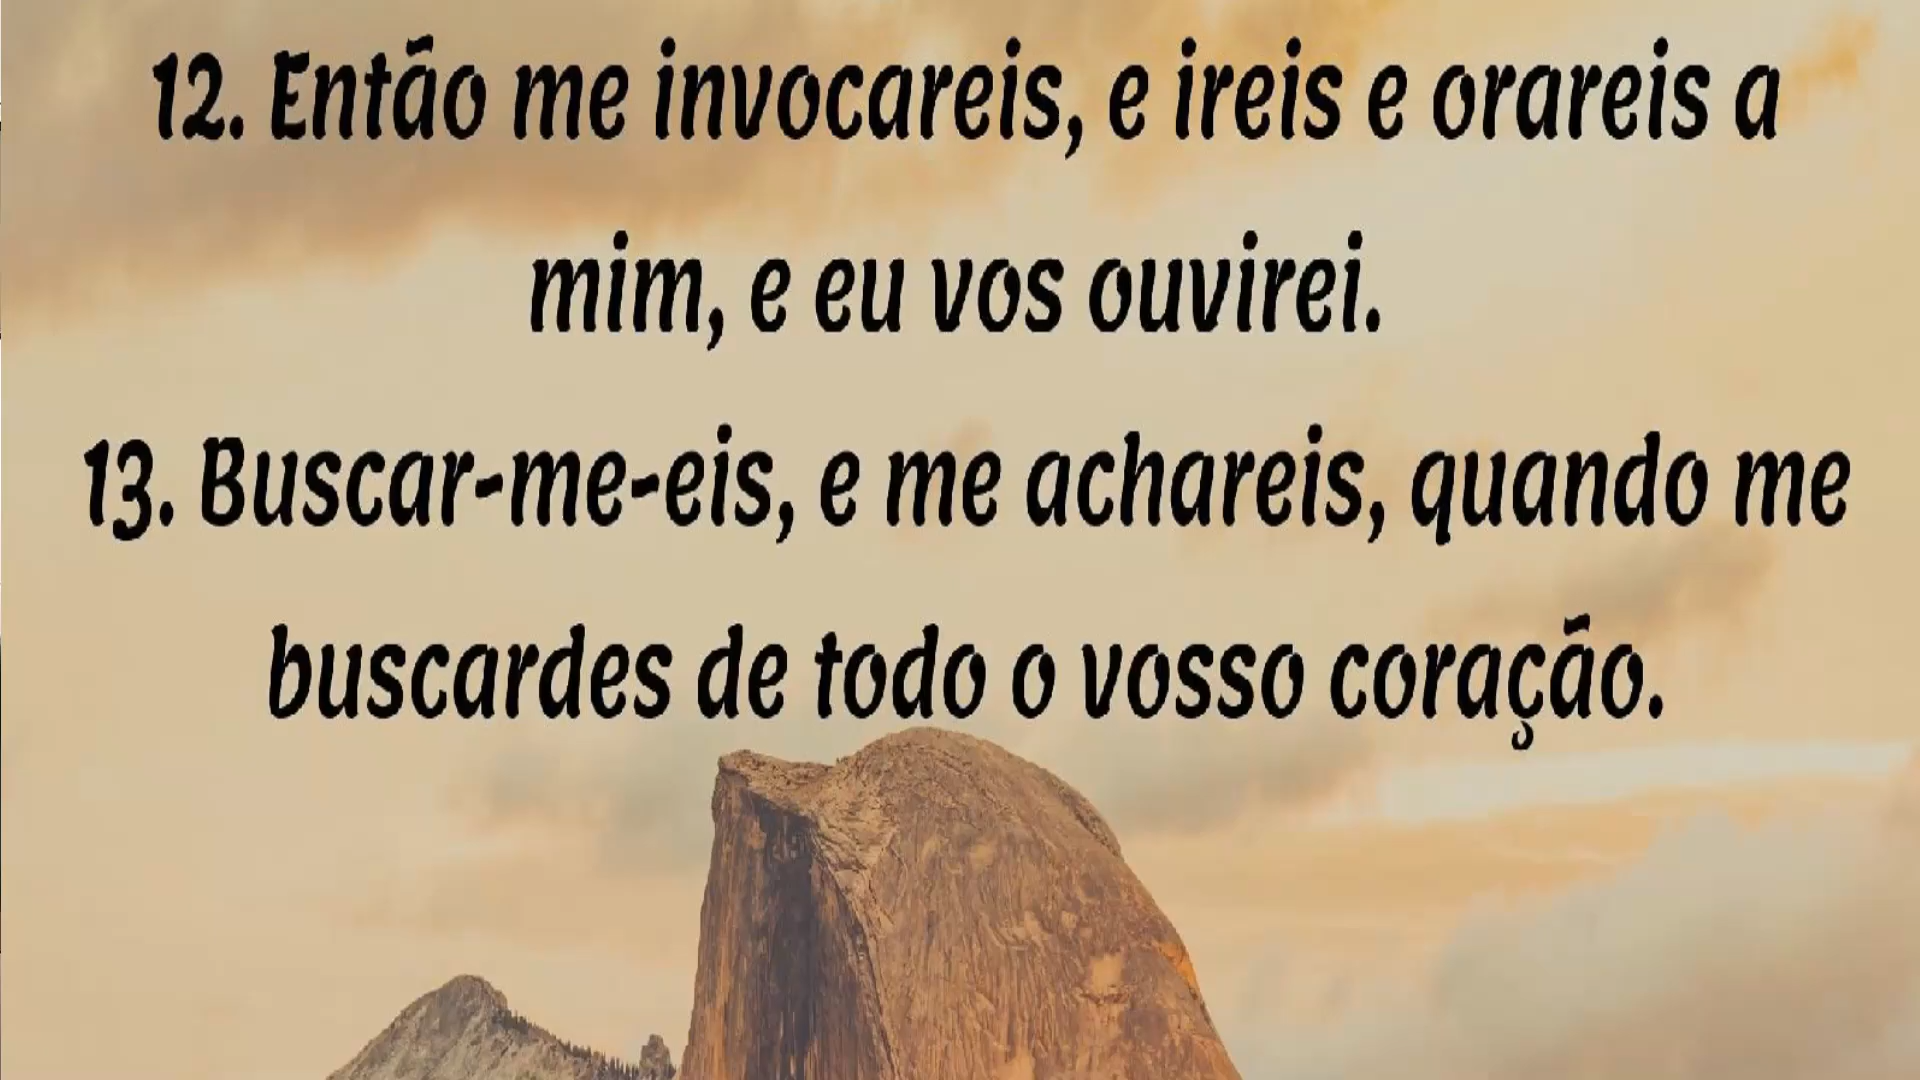 12. Então me invocareis, e ireis e orareis a
mim, e eu vos ouvirei.
13. Buscar-me-eis, e me achareis, quando me
buscardes de todo o vosso coração.